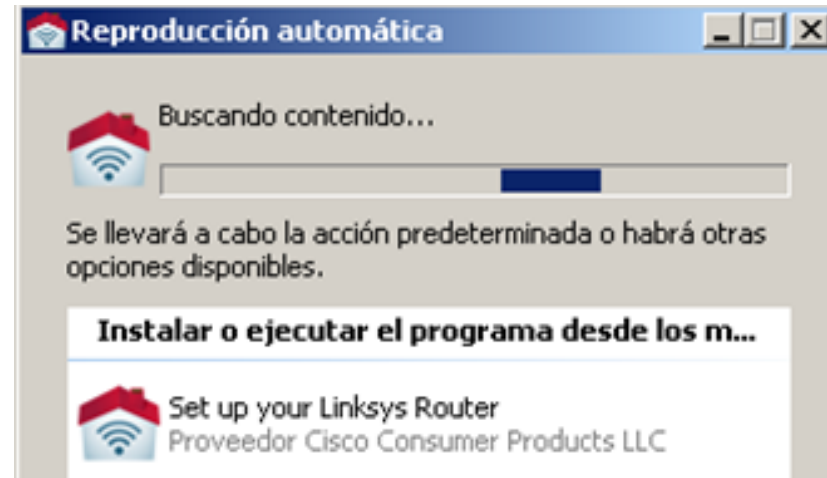 Reproducción automática
Buscando contenido...
Se llevará a cabo la acción predeterminada o habrá otras
opciones disponibles.
Instalar o ejecutar el programa desde los m...
Set up your Linksys Router
Proveedor Cisco Consumer Products LLC